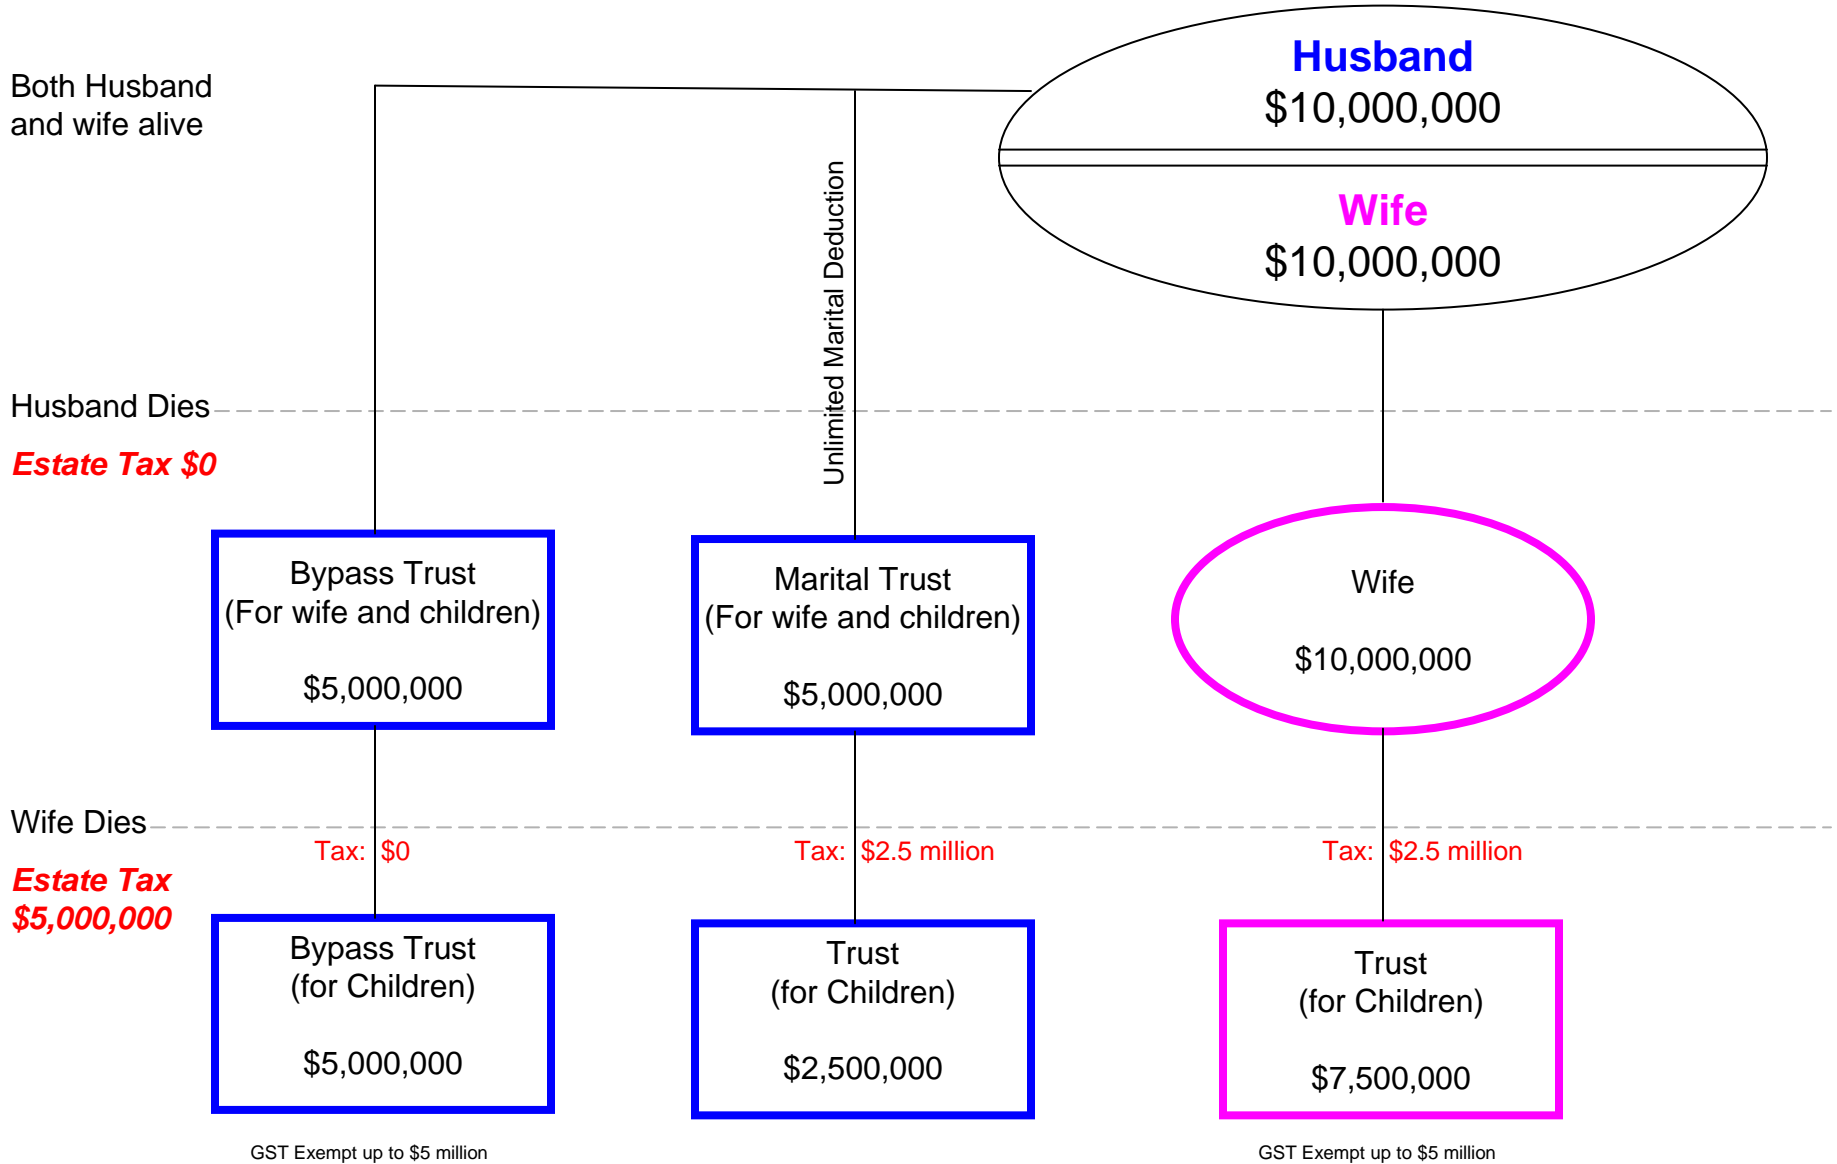 Both Husband
and wife alive
Husband
$10,000,000
Wife
$10,000,000
Unlimited Marital Deduction
Husband Dies
Estate Tax $0
Bypass Trust
(For wife and children)
$5,000,000
Marital Trust
(For wife and children)
$5,000,000
Wife
$10,000,000
Wife Dies
Estate Tax
$5,000,000
Tax: $0
Tax: $2.5 million
Tax: $2.5 million
Bypass Trust
(for Children)
$5,000,000
Trust
(for Children)
$2,500,000
Trust
(for Children)
$7,500,000
GST Exempt up to $5 million
GST Exempt up to $5 million